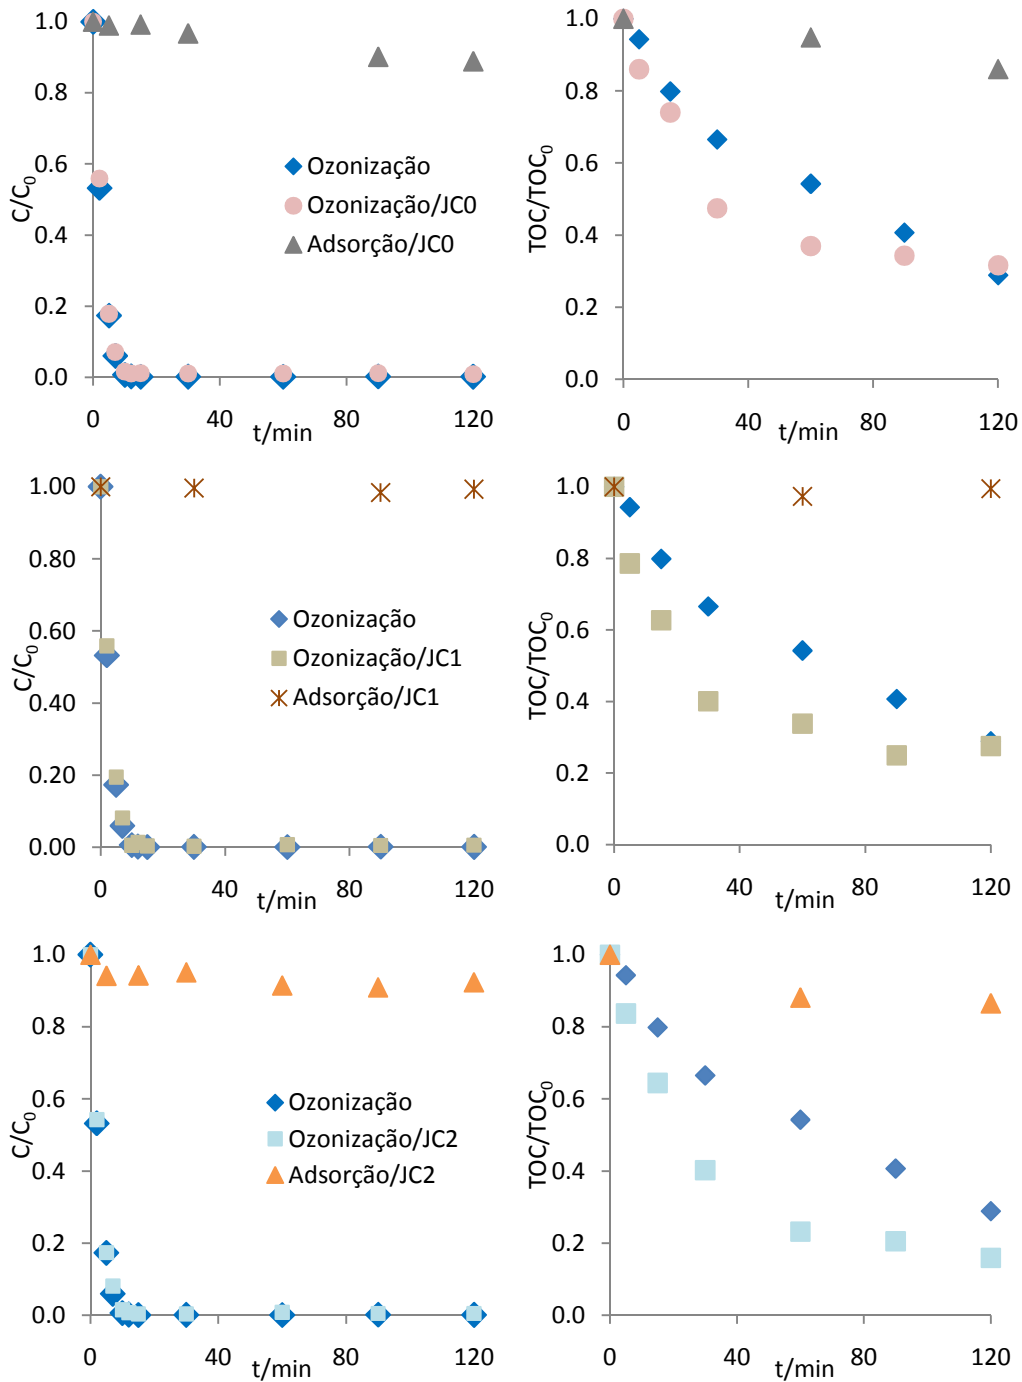 1.0
0.8
0.6
0.4
0.2
0.0
C/C₀
0
40
80
120
t/min
Ozonização
Ozonização/JC0
Adsorção/JC0
1.0
0.8
0.6
0.4
0.2
0.0
TOC/TOC₀
0
40
80
120
t/min
1.00
0.80
0.60
0.40
0.20
0.00
C/C₀
0
40
80
120
t/min
Ozonização
Ozonização/JC1
Adsorção/JC1
1.0
0.8
0.6
0.4
0.2
0.0
TOC/TOC₀
0
40
80
120
t/min
1.0
0.8
0.6
0.4
0.2
0.0
C/C₀
0
40
80
120
t/min
Ozonização
Ozonização/JC2
Adsorção/JC2
1.0
0.8
0.6
0.4
0.2
0.0
TOC/TOC₀
0
40
80
120
t/min